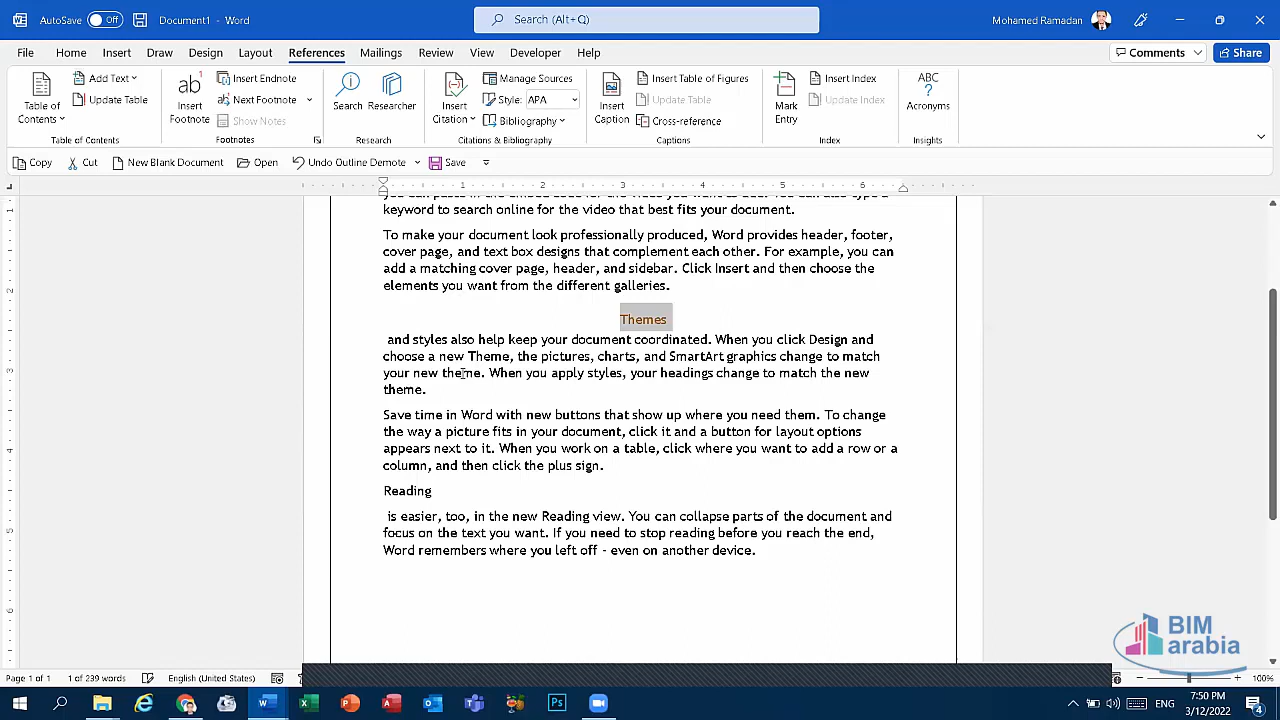 AutoSave Off Document1 - Word Search (Alt+Q) Mohamed Ramadan
File Home Insert Draw Design Layout References Mailings Review View Developer Help Comments Share
Table of Contents
Add Text
Update Table
Table of Contents
Insert Footnote
Insert Endnote
Next Footnote
Show Notes
Footnotes
Search
Researcher
Research
Insert Citation
Manage Sources
Style: APA
Bibliography
Citations & Bibliography
Insert Caption
Insert Table of Figures
Update Table
Cross-reference
Captions
Mark Entry
Insert Index
Update Index
Index
ABC
Acronyms
Insights
Copy Cut New Blank Document Open Undo Outline Demote Save
1 2 3 4 5 6
keyword to search online for the video that best fits your document.
To make your document look professionally produced, Word provides header, footer,
cover page, and text box designs that complement each other. For example, you can
add a matching cover page, header, and sidebar. Click Insert and then choose the
elements you want from the different galleries.
Themes
and styles also help keep your document coordinated. When you click Design and
choose a new Theme, the pictures, charts, and SmartArt graphics change to match
your new theme. When you apply styles, your headings change to match the new
theme.
Save time in Word with new buttons that show up where you need them. To change
the way a picture fits in your document, click it and a button for layout options
appears next to it. When you work on a table, click where you want to add a row or a
column, and then click the plus sign.
Reading
is easier, too, in the new Reading view. You can collapse parts of the document and
focus on the text you want. If you need to stop reading before you reach the end,
Word remembers where you left off - even on another device.
BIM
arabia
Page 1 of 1 1 of 239 words English (United States) 100%
ENG 7:50 PM
3/12/2022